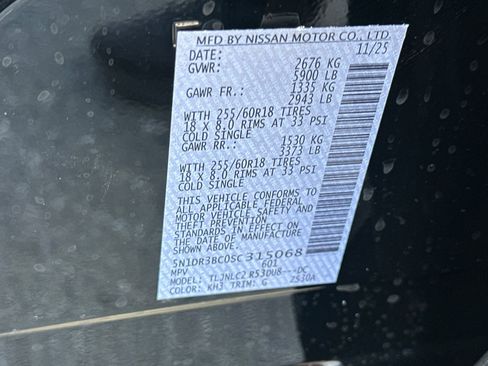 MFD BY NISSAN MOTOR CO., LTD.
DATE: 11/25
GVWR: 2676 KG
5900 LB
GAWR FR.: 1335 KG
2943 LB
WITH 255/60R18 TIRES
18 X 8.0 RIMS AT 33 PSI
COLD SINGLE
GAWR RR.: 1530 KG
3373 LB
WITH 255/60R18 TIRES
18 X 8.0 RIMS AT 33 PSI
COLD SINGLE
THIS VEHICLE CONFORMS TO
ALL APPLICABLE FEDERAL
MOTOR VEHICLE SAFETY AND
THEFT PREVENTION
STANDARDS IN EFFECT ON
THE DATE OF MANUFACTURE
SHOWN ABOVE.
5N1DR3BC0SC315068
MPV 601
MODEL: TLJNLC2 R53DU8---DC
COLOR: KH3 TRIM: G ZS30A